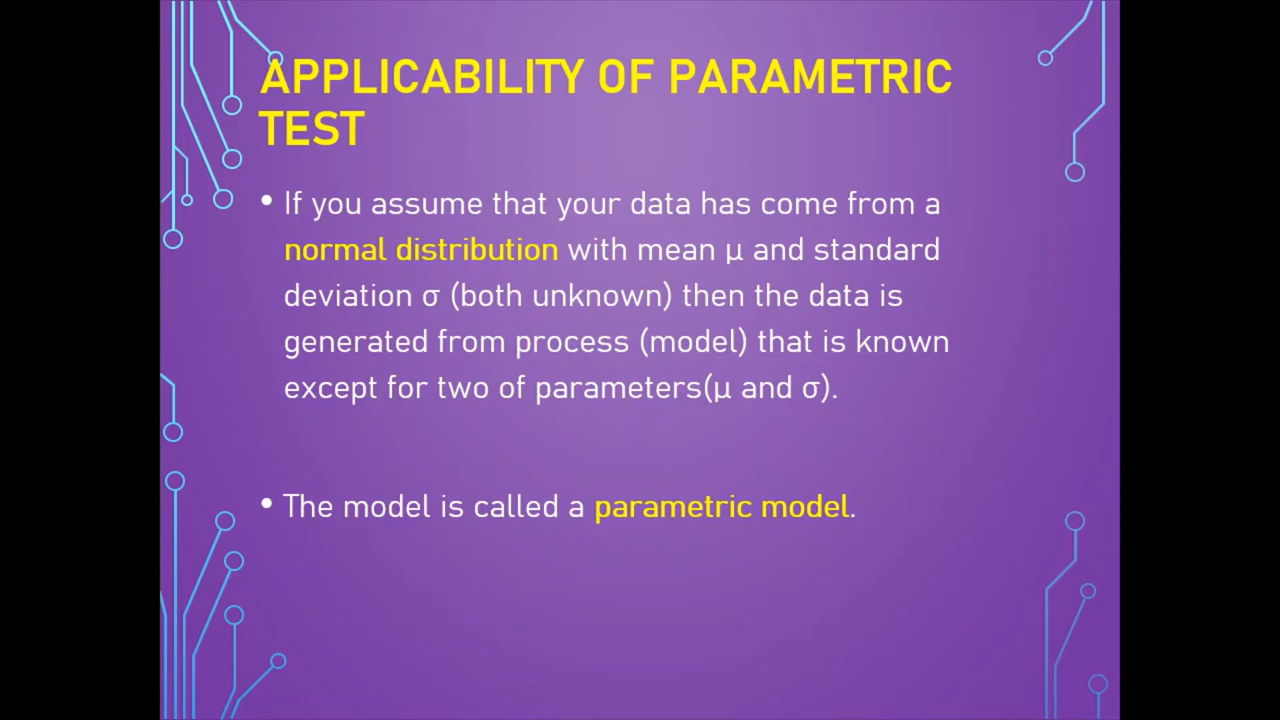 APPLICABILITY OF PARAMETRIC
TEST
• If you assume that your data has come from a
normal distribution with mean μ and standard
deviation σ (both unknown) then the data is
generated from process (model) that is known
except for two of parameters(μ and σ).
• The model is called a parametric model.